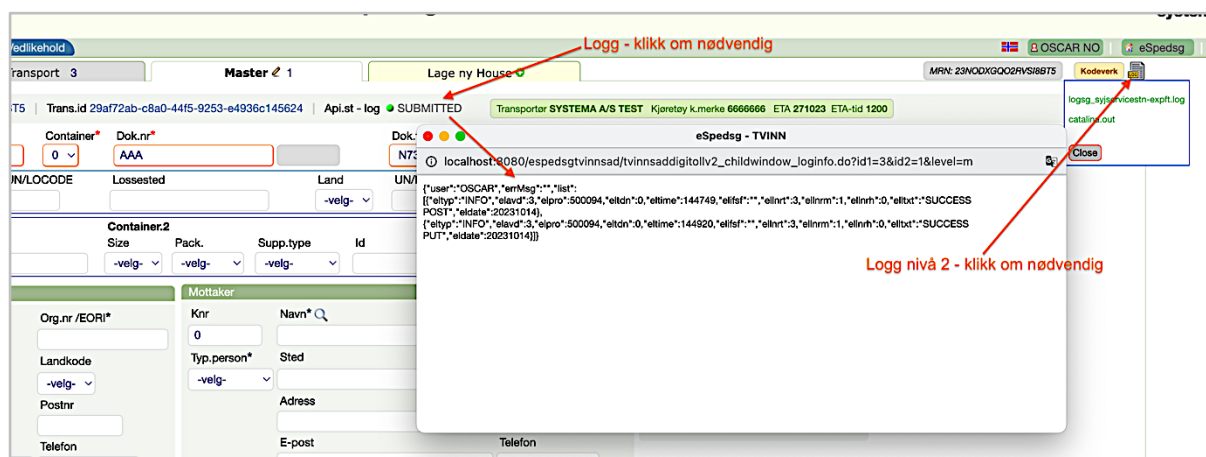 Vedlikehold
Logg - klikk om nødvendig
OSCAR NO
eSpedsg
Transport 3
Master 1
Lage ny House
MRN: 23NODXGQO2RVSI8BT5
Kodeverk
BT5 | Trans.id 29af72ab-c8a0-44f5-9253-e4936c145624 | Api.st - log SUBMITTED
Transportør SYSTEMA A/S TEST Kjøretøy k.merke 6666666 ETA 271023 ETA-tid 1200
logsg_syjservicestn-expft.log
catalina.out
Close
Container* Dok.nr*
0
AAA
N73
eSpedsg - TVINN
localhost:8080/espedsgtvinnsad/tvinnsaddigitollv2_childwindow_loginfo.do?id1=3&id2=1&level=m
UN/LOCODE Lossested Land
-velg-
{"user":"OSCAR","errMsg":"","list":
[{"eltyp":"INFO","elavd":3,"elpro":500094,"eltdn":0,"eltime":144749,"elifsf":"","ellnrt":3,"ellnrm":1,"ellnrh":0,"elltxt":"SUCCESS
POST","eldate":20231014},
{"eltyp":"INFO","elavd":3,"elpro":500094,"eltdn":0,"eltime":144920,"elifsf":"","ellnrt":3,"ellnrm":1,"ellnrh":0,"elltxt":"SUCCESS
PUT","eldate":20231014}]}
Logg nivå 2 - klikk om nødvendig
Container.2
Size Pack. Supp.type Id
-velg- -velg- -velg-
Mottaker
Org.nr /EORI*
Knr Navn*
0
Landkode
-velg-
Typ.person* Sted
-velg-
Postnr
Adress
Telefon
E-post Telefon